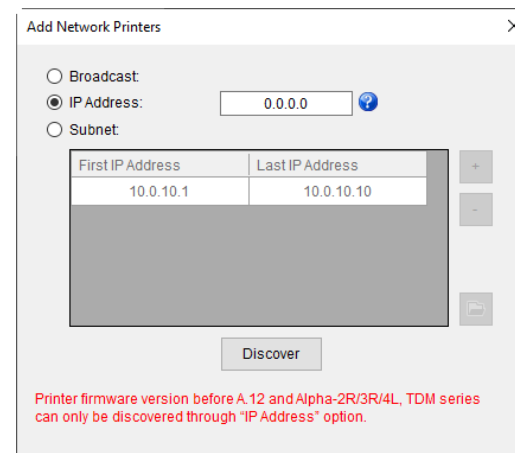 Add Network Printers
Broadcast:
IP Address: 0.0.0.0 ?
Subnet:
First IP Address Last IP Address
10.0.10.1 10.0.10.10
+
-
Discover
Printer firmware version before A.12 and Alpha-2R/3R/4L, TDM series
can only be discovered through “IP Address” option.